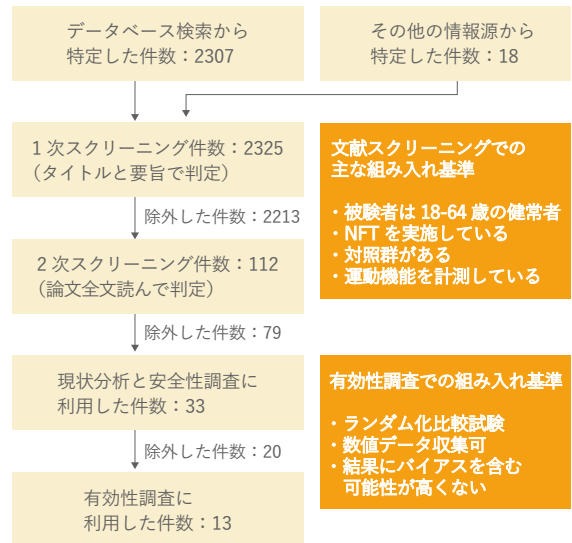 データベース検索から
特定した件数：2307
その他の情報源から
特定した件数：18
1次スクリーニング件数：2325
（タイトルと要旨で判定）
除外した件数：2213
2次スクリーニング件数：112
（論文全文読んで判定）
除外した件数：79
現状分析と安全性調査に
利用した件数：33
除外した件数：20
有効性調査に
利用した件数：13
文献スクリーニングでの
主な組み入れ基準
・被験者は18-64歳の健常者
・NFTを実施している
・対照群がある
・運動機能を計測している
有効性調査での組み入れ基準
・ランダム化比較試験
・数値データ収集可
・結果にバイアスを含む
可能性が高くない